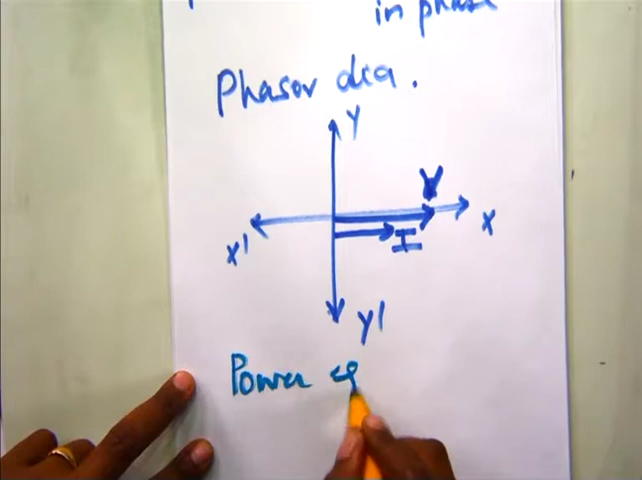 in phase
Phasor dia.
Y
V
X' X
I
Y'
Power